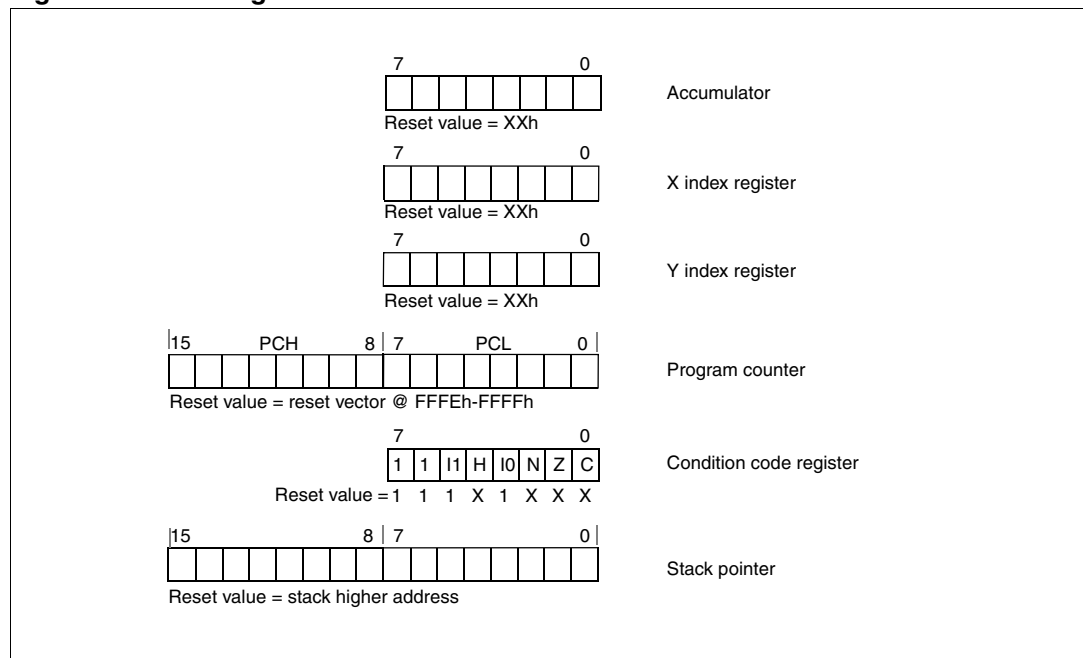 7 0
Accumulator
Reset value = XXh
7 0
X index register
Reset value = XXh
7 0
Y index register
Reset value = XXh
15 PCH 8 7 PCL 0
Program counter
Reset value = reset vector @ FFFEh-FFFFh
7 0
1 1 I1 H I0 N Z C
Condition code register
Reset value = 1 1 1 X 1 X X X
15 8 7 0
Stack pointer
Reset value = stack higher address